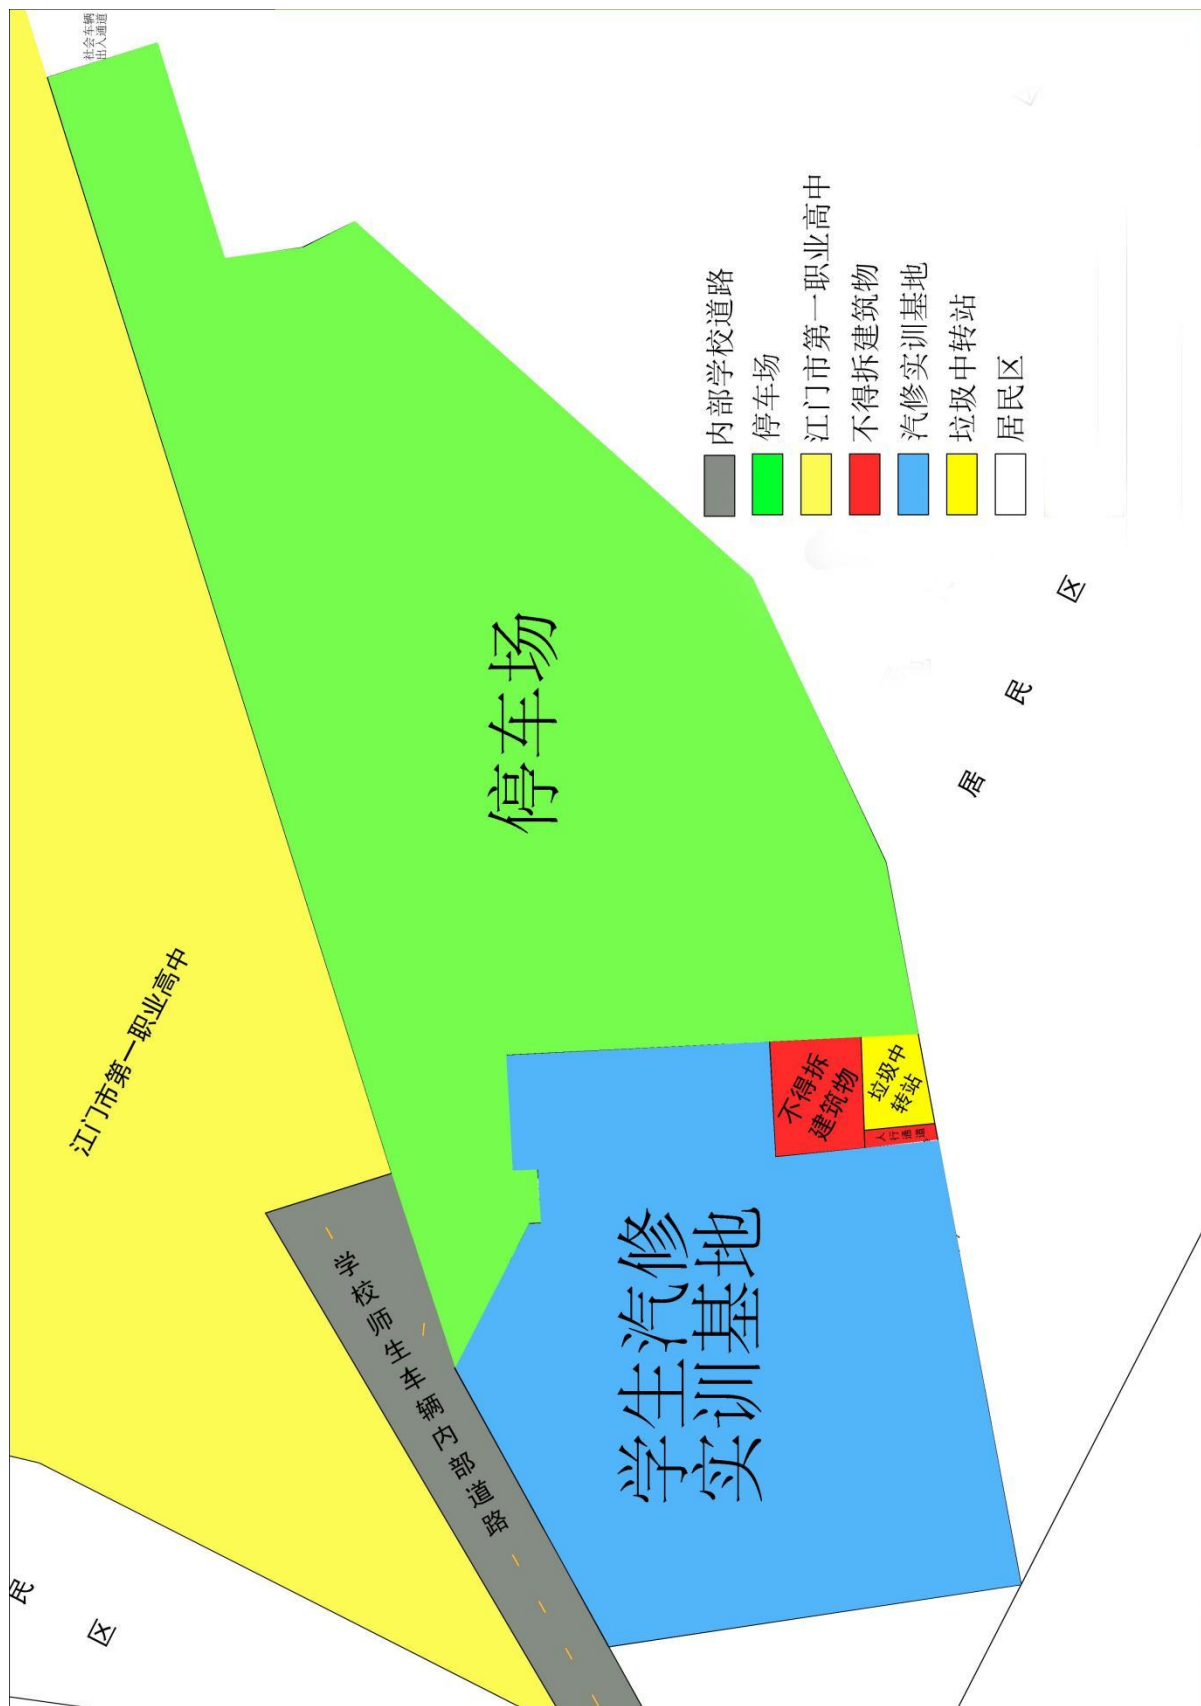 社会车辆
出入通道
内部学校道路
停车场
江门市第一职业高中
不得拆建筑物
汽修实训基地
垃圾中转站
居民区
停车场
居民区
江门市第一职业高中
不得拆
建筑物
垃圾中
转站
人行通道
学校师生车辆内部道路
学生汽修
实训基地
民区